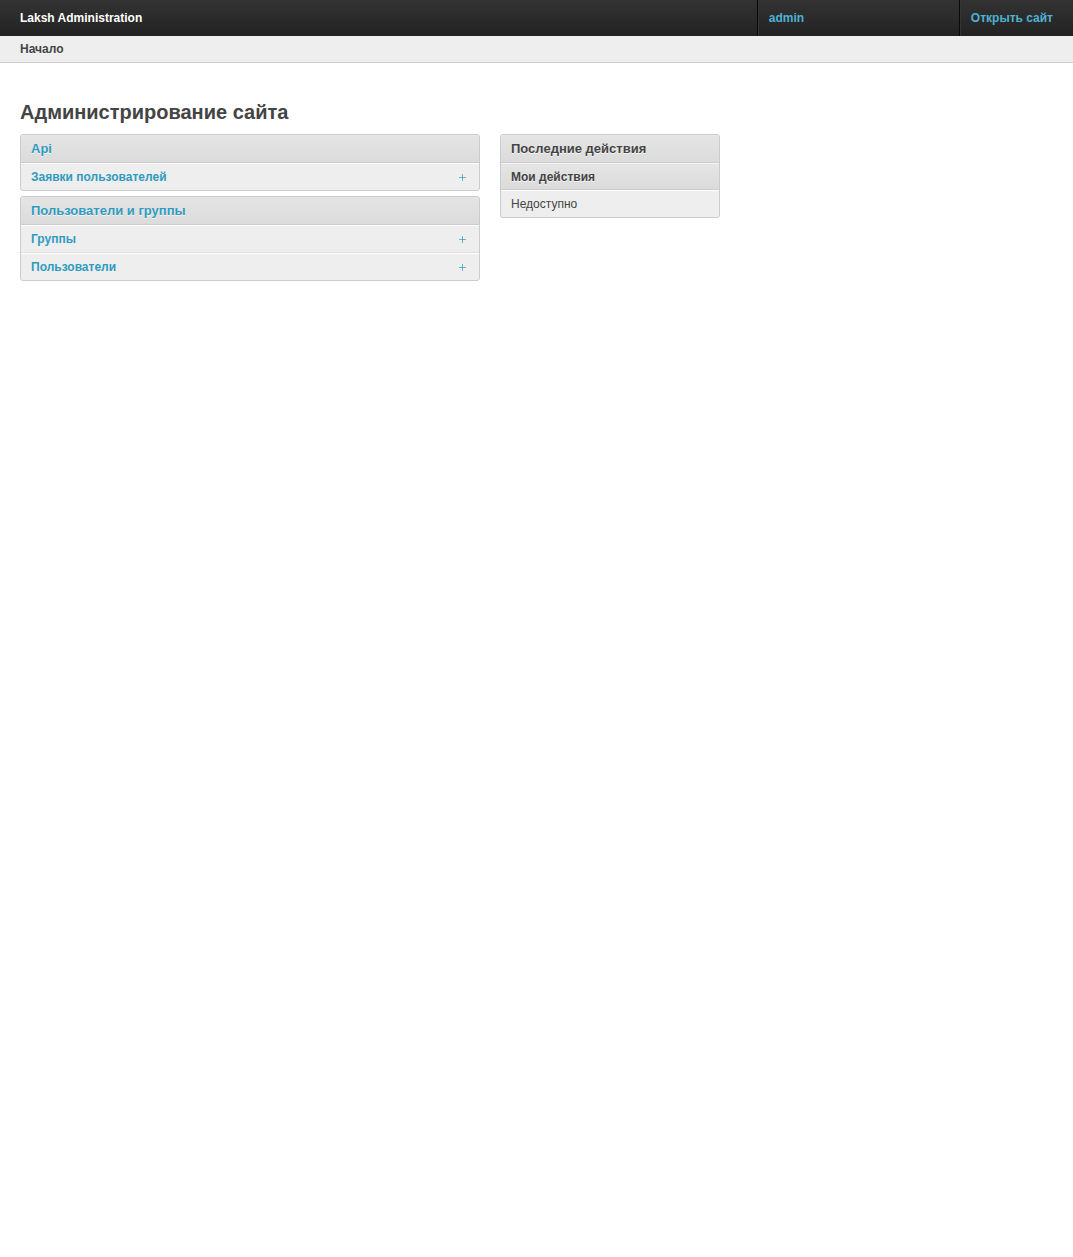 Laksh Administration
admin
Открыть сайт
Начало
Администрирование сайта
Api
Заявки пользователей
Пользователи и группы
Группы
Пользователи
Последние действия
Мои действия
Недоступно